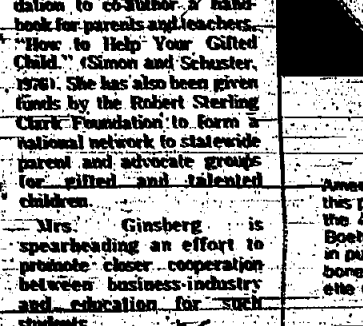 dation to co-author a hand-
book for parents and teachers,
"How to Help Your Gifted
Child." (Simon and Schuster,
1976). She has also been given
funds by the Robert Sterling
Clark Foundation to form a
national network fo statewide
parent and advocate groups
for gifted and talented
children.
Mrs. Ginsberg is
spearheading an effort to
promote closer cooperation
between business-industry
and education for such
students.
this p
the
Boeh
in pu
bone
ette